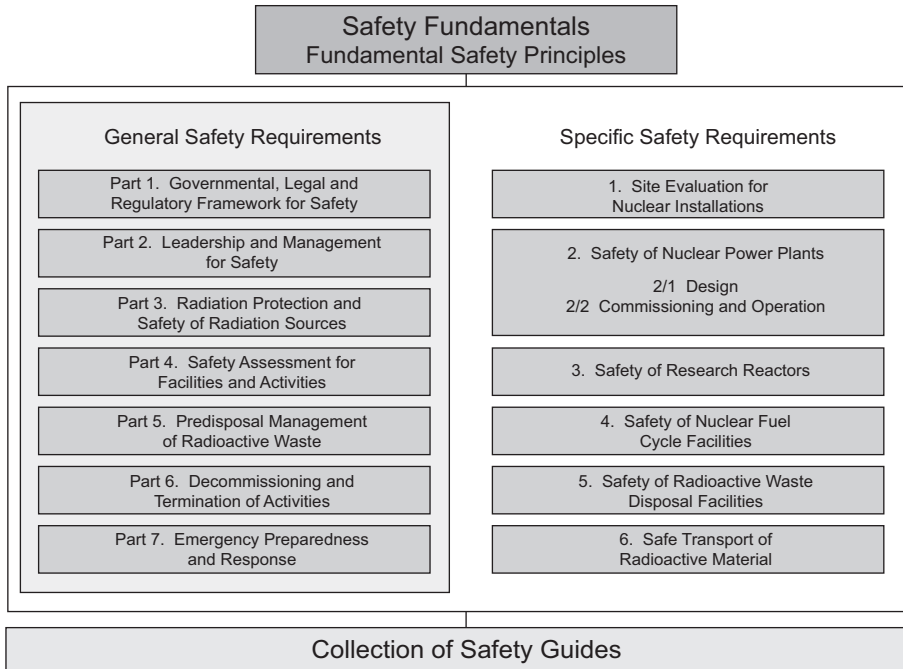 Safety Fundamentals
Fundamental Safety Principles
General Safety Requirements
Part 1. Governmental, Legal and
Regulatory Framework for Safety
Part 2. Leadership and Management
for Safety
Part 3. Radiation Protection and
Safety of Radiation Sources
Part 4. Safety Assessment for
Facilities and Activities
Part 5. Predisposal Management
of Radioactive Waste
Part 6. Decommissioning and
Termination of Activities
Part 7. Emergency Preparedness
and Response
Specific Safety Requirements
1. Site Evaluation for
Nuclear Installations
2. Safety of Nuclear Power Plants
2/1 Design
2/2 Commissioning and Operation
3. Safety of Research Reactors
4. Safety of Nuclear Fuel
Cycle Facilities
5. Safety of Radioactive Waste
Disposal Facilities
6. Safe Transport of
Radioactive Material
Collection of Safety Guides